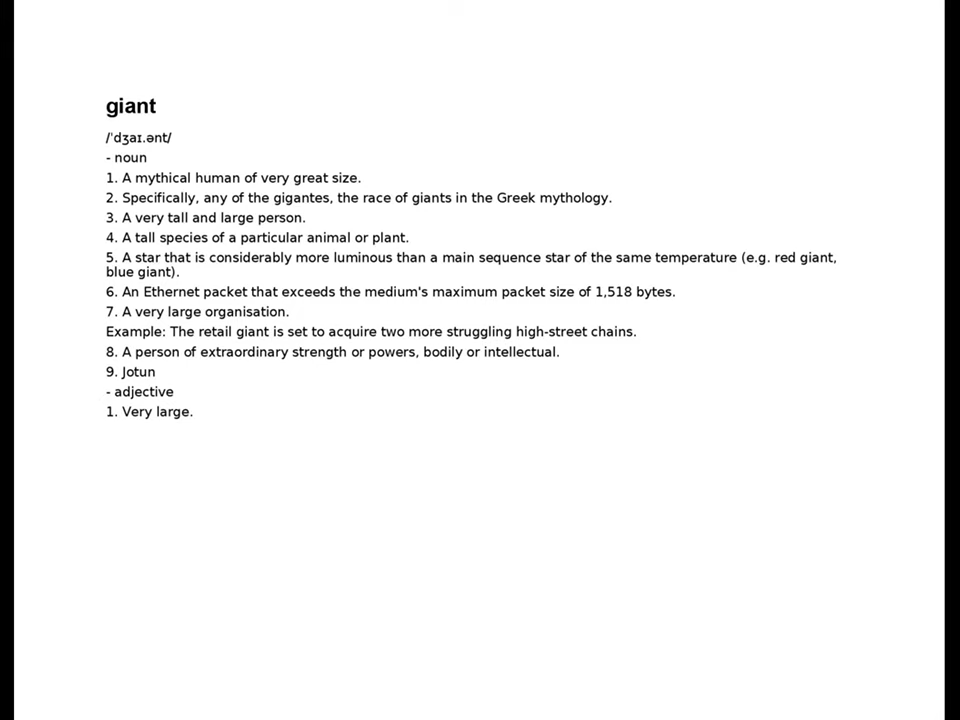 giant
/ˈdʒaɪ.ənt/
- noun
1. A mythical human of very great size.
2. Specifically, any of the gigantes, the race of giants in the Greek mythology.
3. A very tall and large person.
4. A tall species of a particular animal or plant.
5. A star that is considerably more luminous than a main sequence star of the same temperature (e.g. red giant,
blue giant).
6. An Ethernet packet that exceeds the medium's maximum packet size of 1,518 bytes.
7. A very large organisation.
Example: The retail giant is set to acquire two more struggling high-street chains.
8. A person of extraordinary strength or powers, bodily or intellectual.
9. Jotun
- adjective
1. Very large.